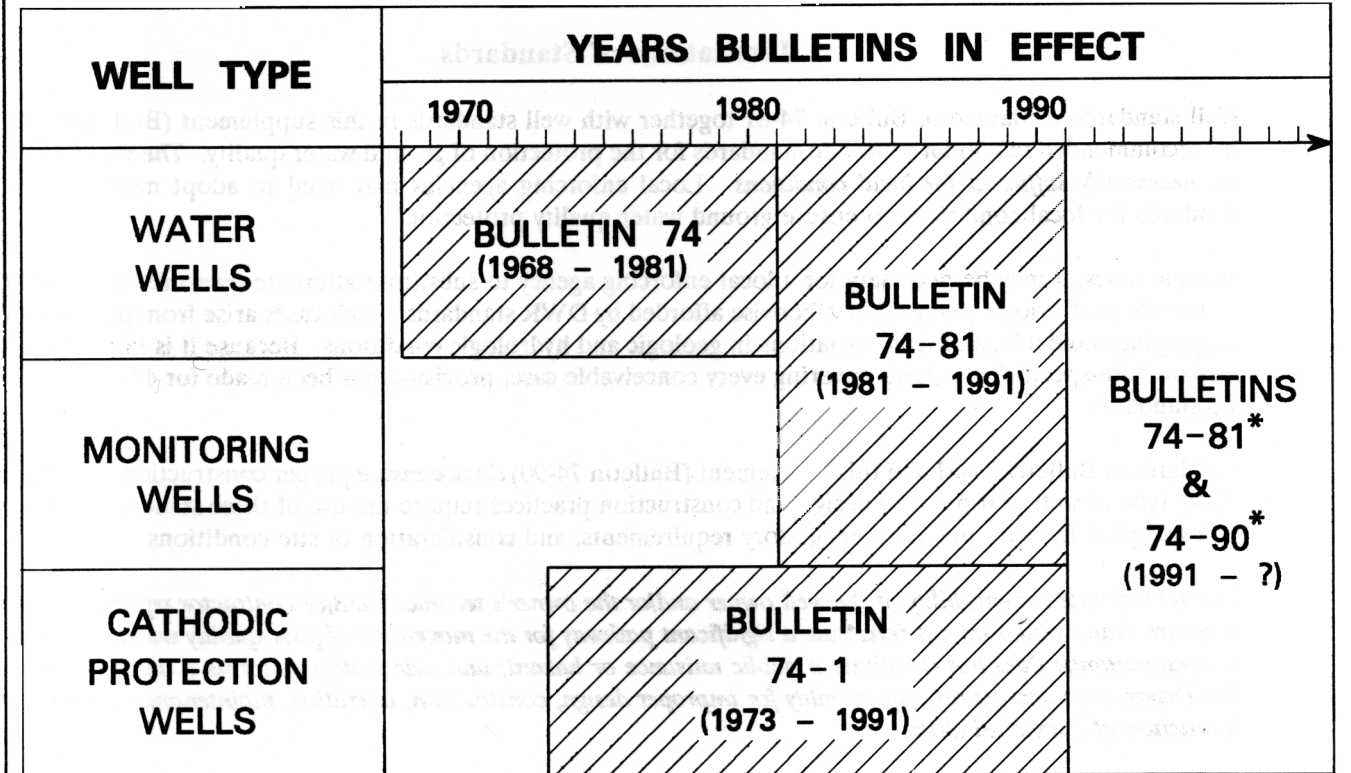 WELL TYPE
YEARS BULLETINS IN EFFECT
1970 1980 1990
WATER
WELLS
BULLETIN 74
(1968 – 1981)
BULLETIN
74-81
(1981 – 1991)
MONITORING
WELLS
BULLETINS
74-81*
&
74-90*
(1991 – ?)
CATHODIC
PROTECTION
WELLS
BULLETIN
74-1
(1973 – 1991)